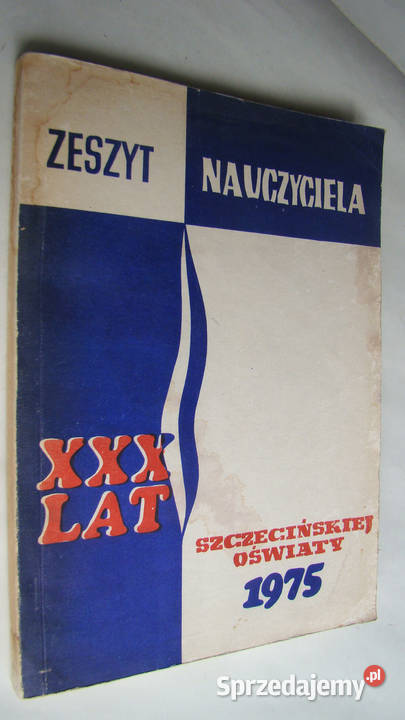 ZESZYT NAUCZYCIELA
XXX
LAT
SZCZECIŃSKIEJ
OŚWIATY
1975
Sprzedajemy.pl